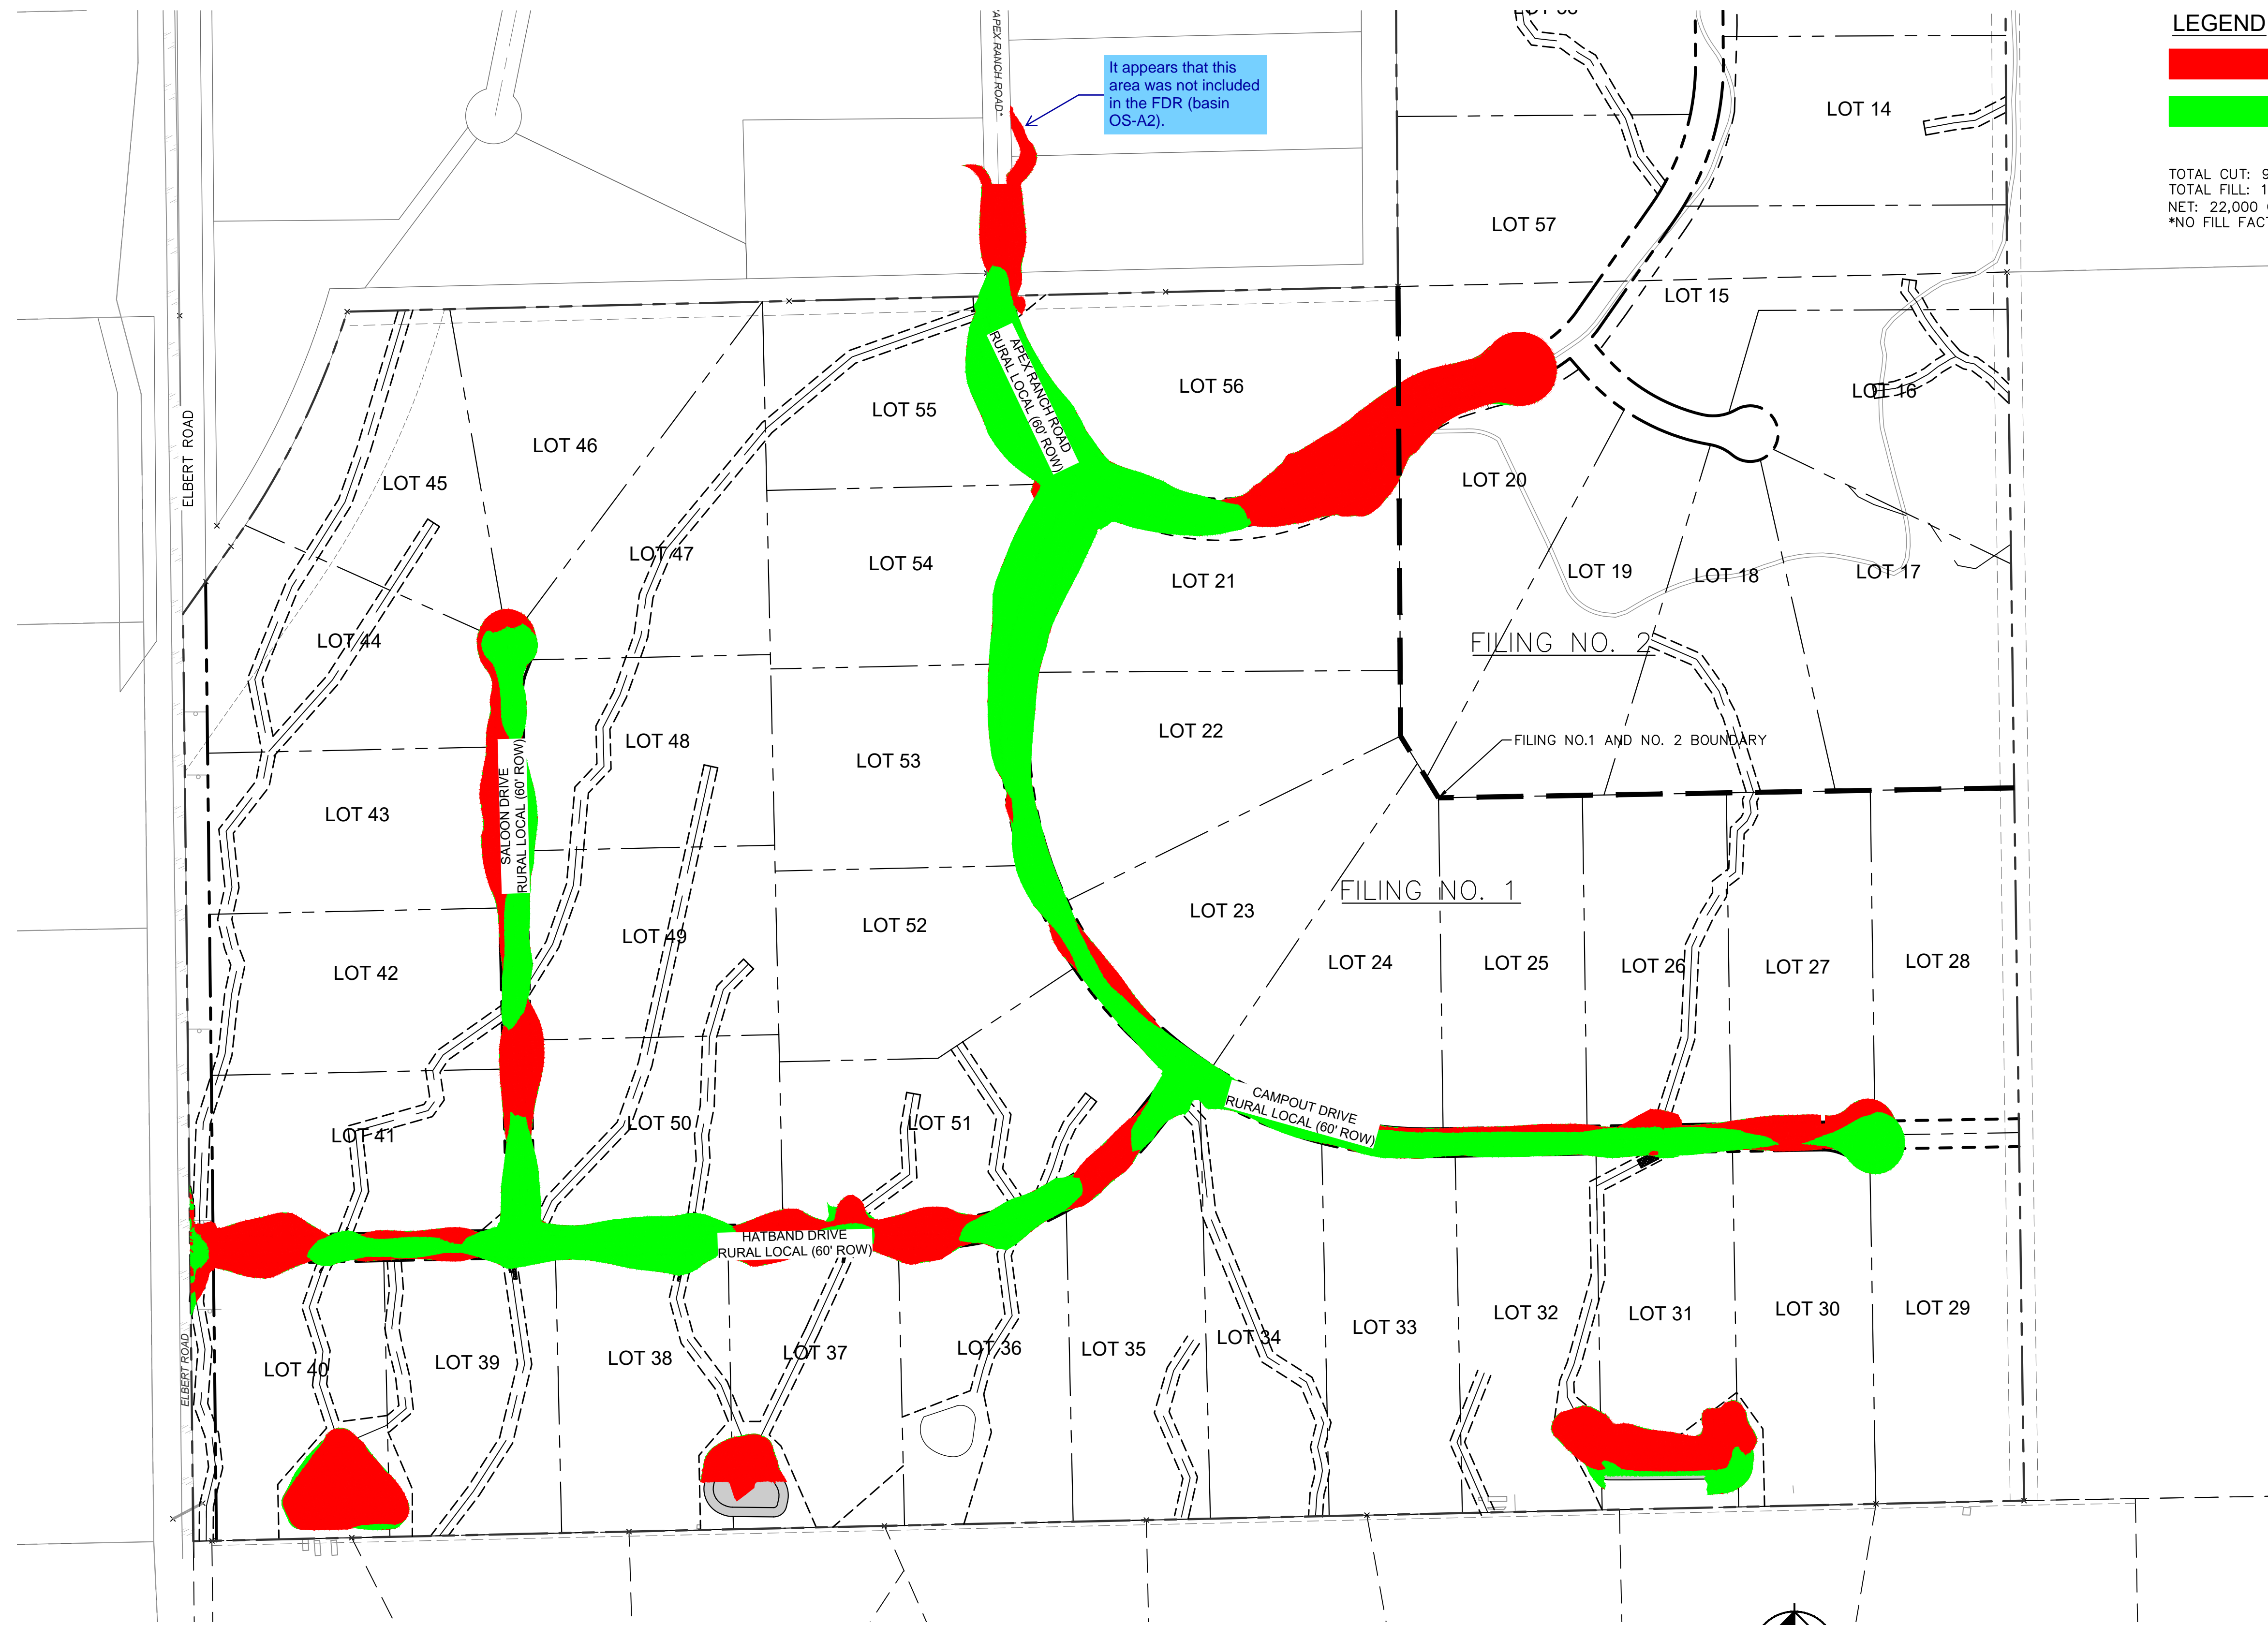 LEGEND
APEX RANCH ROAD*
It appears that this
area was not included
in the FDR (basin
OS-A2).
LOT 14
TOTAL CUT: 9
TOTAL FILL: 1
NET: 22,000
*NO FILL FACT
LOT 57
LOT 15
LOT 56
LOT 16
APEX RANCH ROAD
RURAL LOCAL (60' ROW)
LOT 55
LOT 46
ELBERT ROAD
LOT 45
LOT 20
LOT 47
LOT 54
LOT 21
LOT 19
LOT 18
LOT 17
LOT 44
FILING NO. 2
LOT 48
LOT 22
FILING NO.1 AND NO. 2 BOUNDARY
LOT 53
LOT 43
SALOON DRIVE
RURAL LOCAL (60' ROW)
FILING NO. 1
LOT 23
LOT 52
LOT 49
LOT 42
LOT 24
LOT 25
LOT 26
LOT 27
LOT 28
CAMPOUT DRIVE
RURAL LOCAL (60' ROW)
LOT 41
LOT 50
LOT 51
HATBAND DRIVE
RURAL LOCAL (60' ROW)
ELBERT ROAD
LOT 40
LOT 39
LOT 38
LOT 37
LOT 36
LOT 35
LOT 34
LOT 33
LOT 32
LOT 31
LOT 30
LOT 29